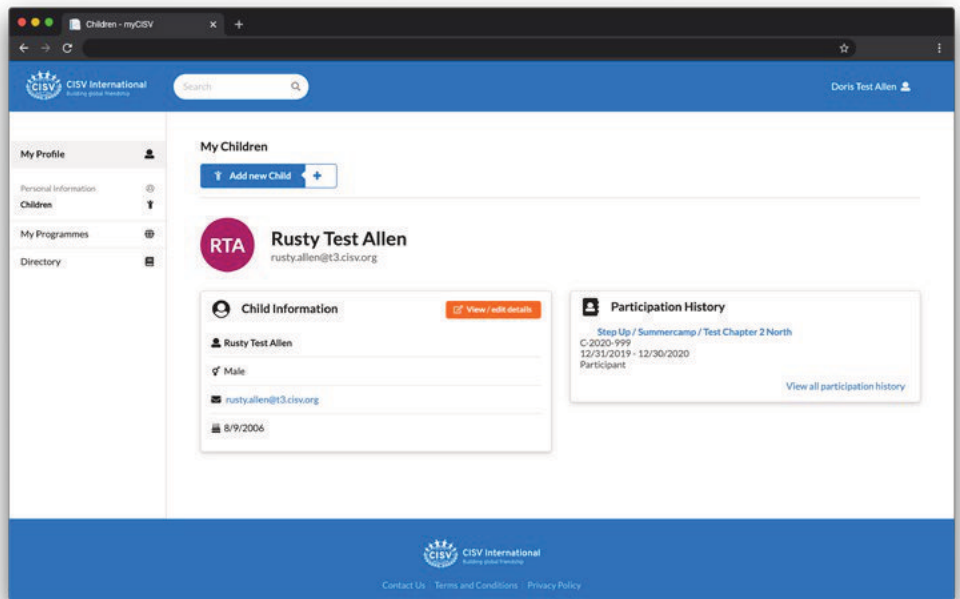 Children - myCISV
CISV CISV International
Building global friendship
Search
Doris Test Allen
My Profile
Personal Information
Children
My Programmes
Directory
My Children
Add new Child
RTA
Rusty Test Allen
rusty.allen@t3.cisv.org
Child Information
View / edit details
Rusty Test Allen
Male
rusty.allen@t3.cisv.org
8/9/2006
Participation History
Step Up / Summercamp / Test Chapter 2 North
C-2020-999
12/31/2019 - 12/30/2020
Participant
View all participation history
CISV CISV International
Building global friendship
Contact Us | Terms and Conditions | Privacy Policy